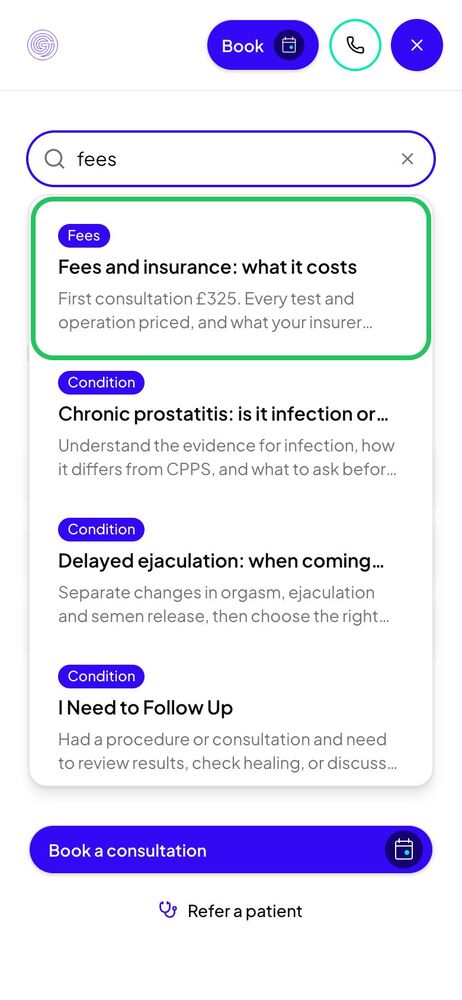 Book
fees
Fees
Fees and insurance: what it costs
First consultation £325. Every test and
operation priced, and what your insurer…
Condition
Chronic prostatitis: is it infection or…
Understand the evidence for infection, how
it differs from CPPS, and what to ask befor…
Condition
Delayed ejaculation: when coming…
Separate changes in orgasm, ejaculation
and semen release, then choose the right…
Condition
I Need to Follow Up
Had a procedure or consultation and need
to review results, check healing, or discuss…
Book a consultation
Refer a patient